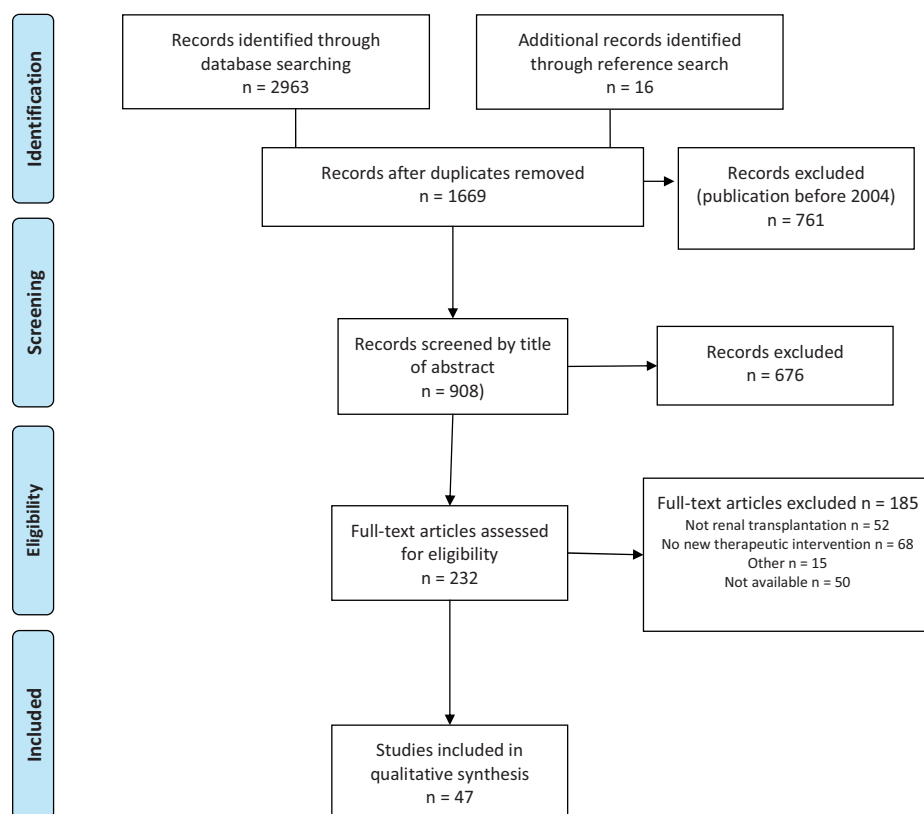 Identification
Records identified through
database searching
n = 2963
Additional records identified
through reference search
n = 16
Records after duplicates removed
n = 1669
Records excluded
(publication before 2004)
n = 761
Screening
Records screened by title
of abstract
n = 908)
Records excluded
n = 676
Eligibility
Full-text articles assessed
for eligibility
n = 232
Full-text articles excluded n = 185
Not renal transplantation n = 52
No new therapeutic intervention n = 68
Other n = 15
Not available n = 50
Included
Studies included in
qualitative synthesis
n = 47